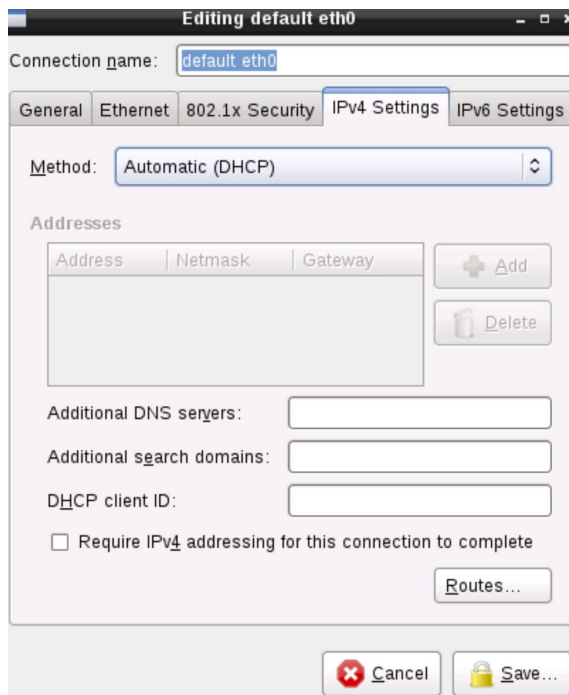 Editing default eth0
Connection name: default eth0
General Ethernet 802.1x Security IPv4 Settings IPv6 Settings
Method: Automatic (DHCP)
Addresses
Address Netmask Gateway
Add
Delete
Additional DNS servers:
Additional search domains:
DHCP client ID:
Require IPv4 addressing for this connection to complete
Routes...
Cancel Save...